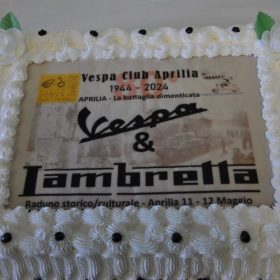 Vespa Club Aprilia
1944 - 2024
APRILIA - La battaglia dimenticata
Vespa
&
Lambretta
Raduno storico/culturale - Aprilia 11 - 12 Maggio